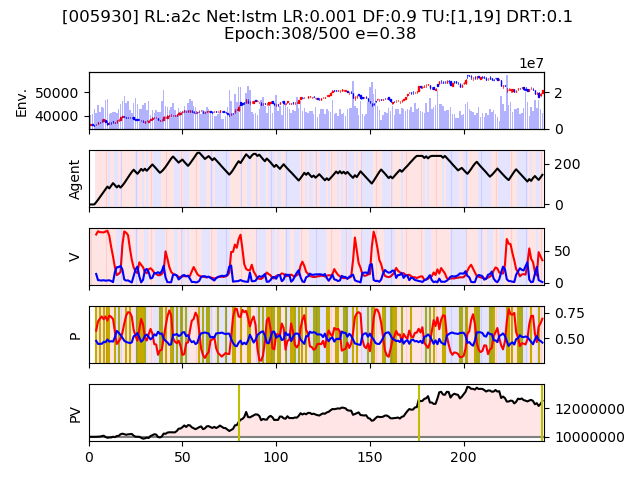 [005930] RL:a2c Net:lstm LR:0.001 DF:0.9 TU:[1,19] DRT:0.1
Epoch:308/500 e=0.38
1e7
Env.
50000
40000
2
0
Agent
200
0
V
50
0
P
0.75
0.50
PV
12000000
10000000
0 50 100 150 200